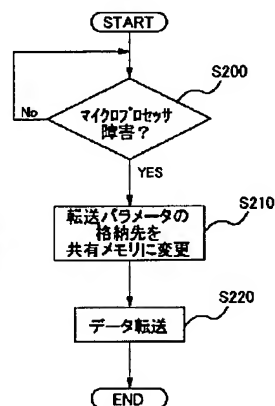 START
S200
No
マイクロプロセッサ
障害？
YES
S210
転送パラメータの
格納先を
共有メモリに変更
S220
データ転送
END